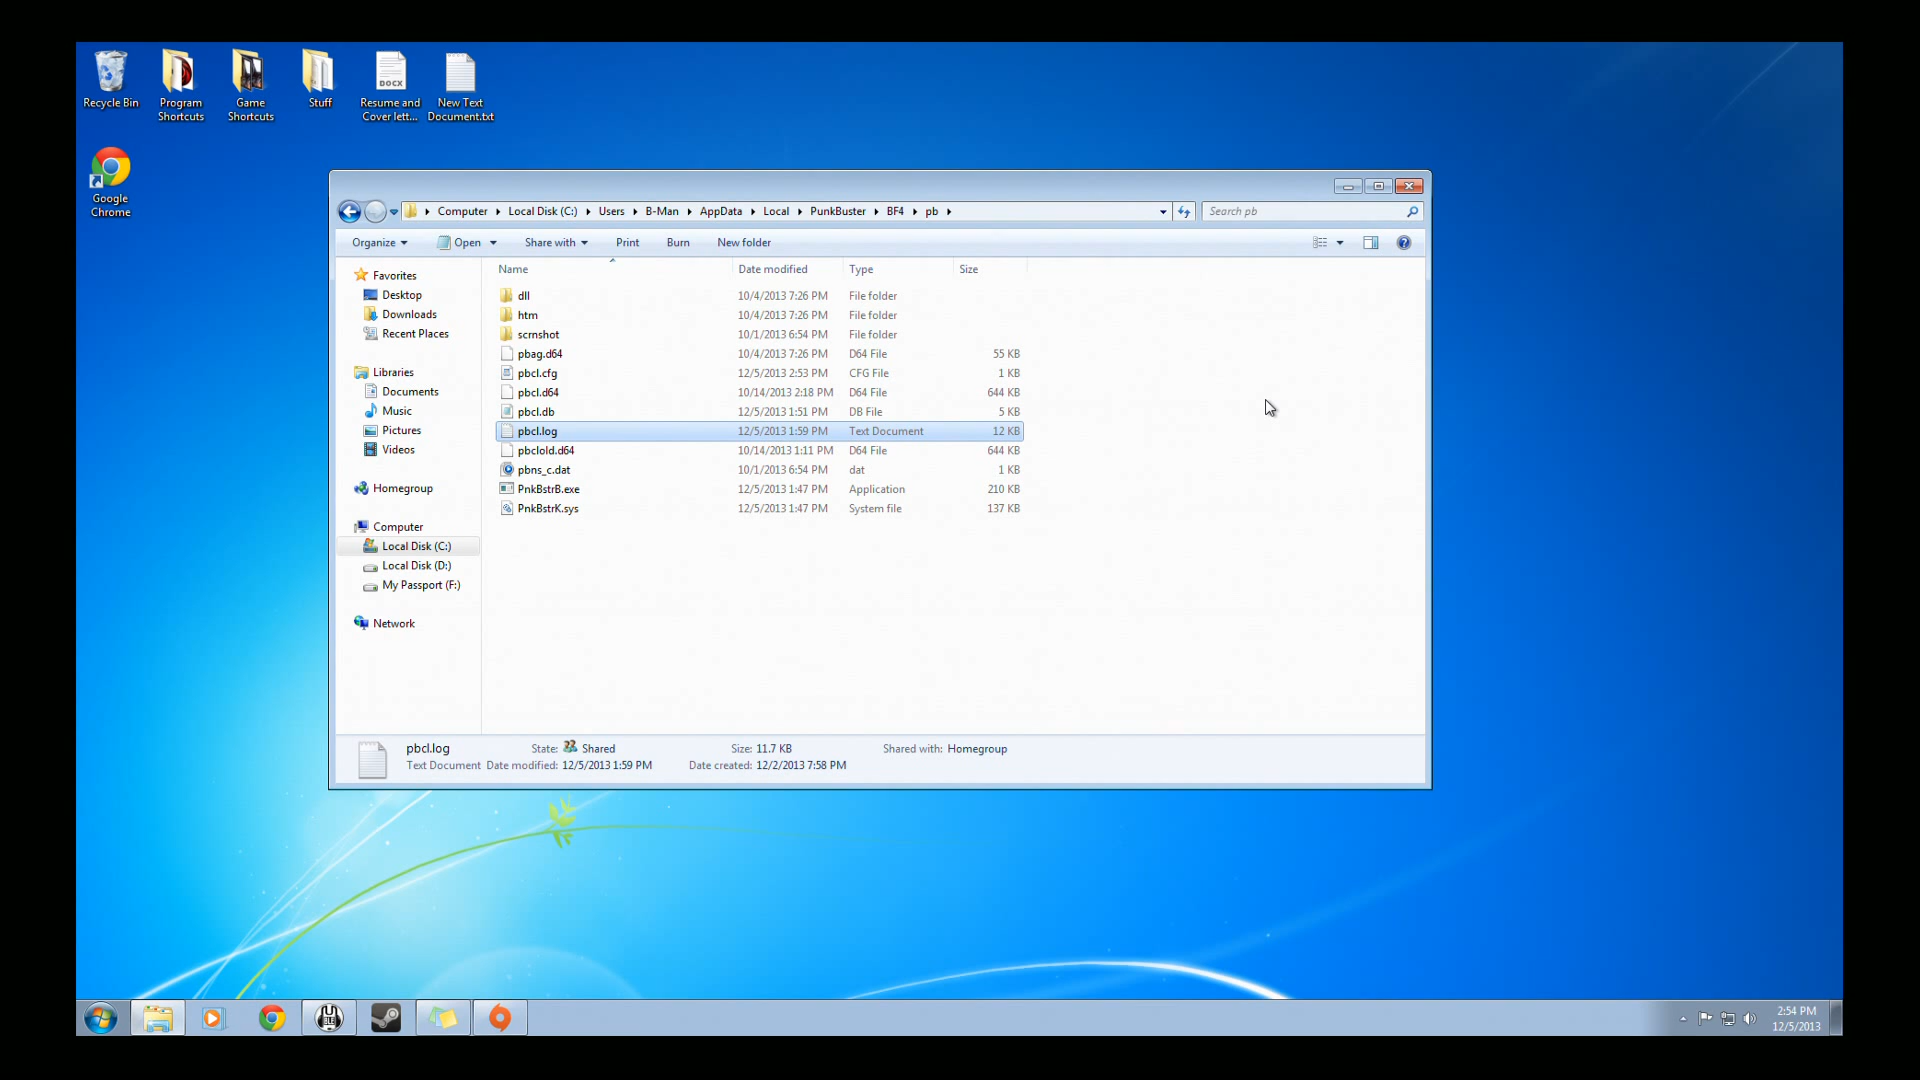 Recycle Bin
Program Shortcuts
Game Shortcuts
Stuff
DOCX
Resume and Cover lett...
New Text Document.txt
Google Chrome
Computer Local Disk (C:) Users B-Man AppData Local PunkBuster BF4 pb
Search pb
Organize Open Share with Print Burn New folder
Name Date modified Type Size
Favorites
Desktop
Downloads
Recent Places
Libraries
Documents
Music
Pictures
Videos
Homegroup
Computer
Local Disk (C:)
Local Disk (D:)
My Passport (F:)
Network
dll 10/4/2013 7:26 PM File folder
htm 10/4/2013 7:26 PM File folder
scrnshot 10/1/2013 6:54 PM File folder
pbag.d64 10/4/2013 7:26 PM D64 File 55 KB
pbcl.cfg 12/5/2013 2:53 PM CFG File 1 KB
pbcl.d64 10/14/2013 2:18 PM D64 File 644 KB
pbcl.db 12/5/2013 1:51 PM DB File 5 KB
pbcl.log 12/5/2013 1:59 PM Text Document 12 KB
pbclold.d64 10/14/2013 1:11 PM D64 File 644 KB
pbns_c.dat 10/1/2013 6:54 PM dat 1 KB
PnkBstrB.exe 12/5/2013 1:47 PM Application 210 KB
PnkBstrK.sys 12/5/2013 1:47 PM System file 137 KB
pbcl.log State: Shared Size: 11.7 KB Shared with: Homegroup
Text Document Date modified: 12/5/2013 1:59 PM Date created: 12/2/2013 7:58 PM
2:54 PM
12/5/2013